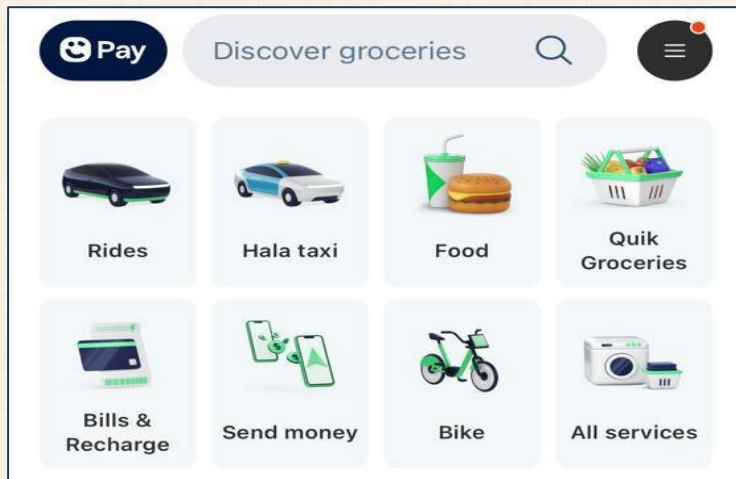 Pay
Discover groceries
Rides
Hala taxi
Food
Quik
Groceries
Bills &
Recharge
Send money
Bike
All services